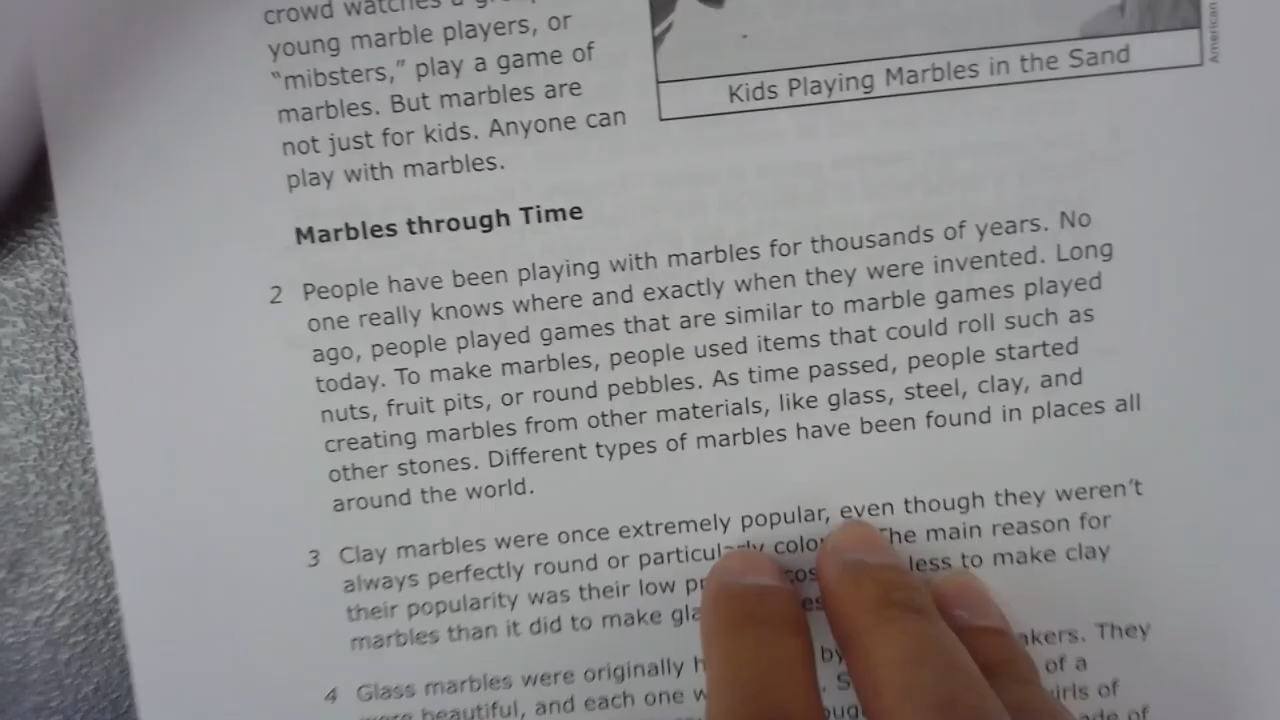 crowd watches a
young marble players, or
“mibsters,” play a game of
marbles. But marbles are
not just for kids. Anyone can
play with marbles.
Kids Playing Marbles in the Sand
American
Marbles through Time
2 People have been playing with marbles for thousands of years. No
one really knows where and exactly when they were invented. Long
ago, people played games that are similar to marble games played
today. To make marbles, people used items that could roll such as
nuts, fruit pits, or round pebbles. As time passed, people started
creating marbles from other materials, like glass, steel, clay, and
other stones. Different types of marbles have been found in places all
around the world.
3 Clay marbles were once extremely popular, even though they weren’t
always perfectly round or particularly The main reason for
their popularity was their low less to make clay
marbles than it did to make
4 Glass marbles were originally by They
beautiful, and each one of a
of